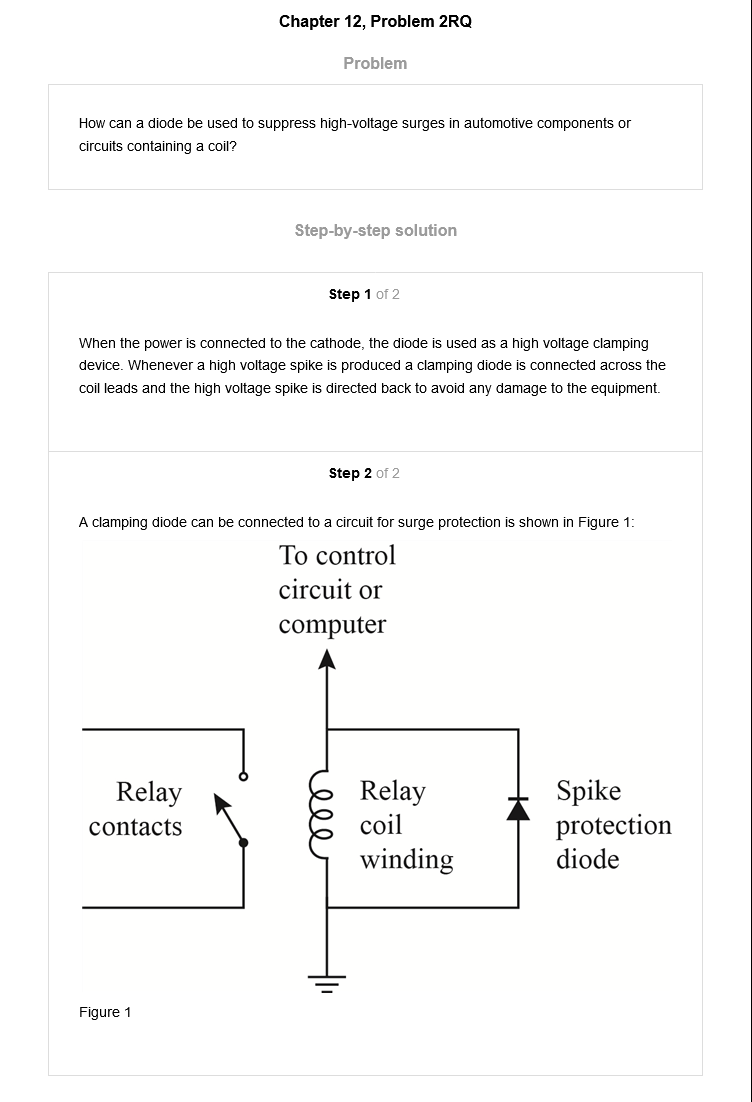 Chapter 12, Problem 2RQ
Problem
How can a diode be used to suppress high-voltage surges in automotive components or
circuits containing a coil?
Step-by-step solution
Step 1 of 2
When the power is connected to the cathode, the diode is used as a high voltage clamping
device. Whenever a high voltage spike is produced a clamping diode is connected across the
coil leads and the high voltage spike is directed back to avoid any damage to the equipment.
Step 2 of 2
A clamping diode can be connected to a circuit for surge protection is shown in Figure 1:
To control
circuit or
computer
Relay
contacts
Relay
coil
winding
Spike
protection
diode
Figure 1